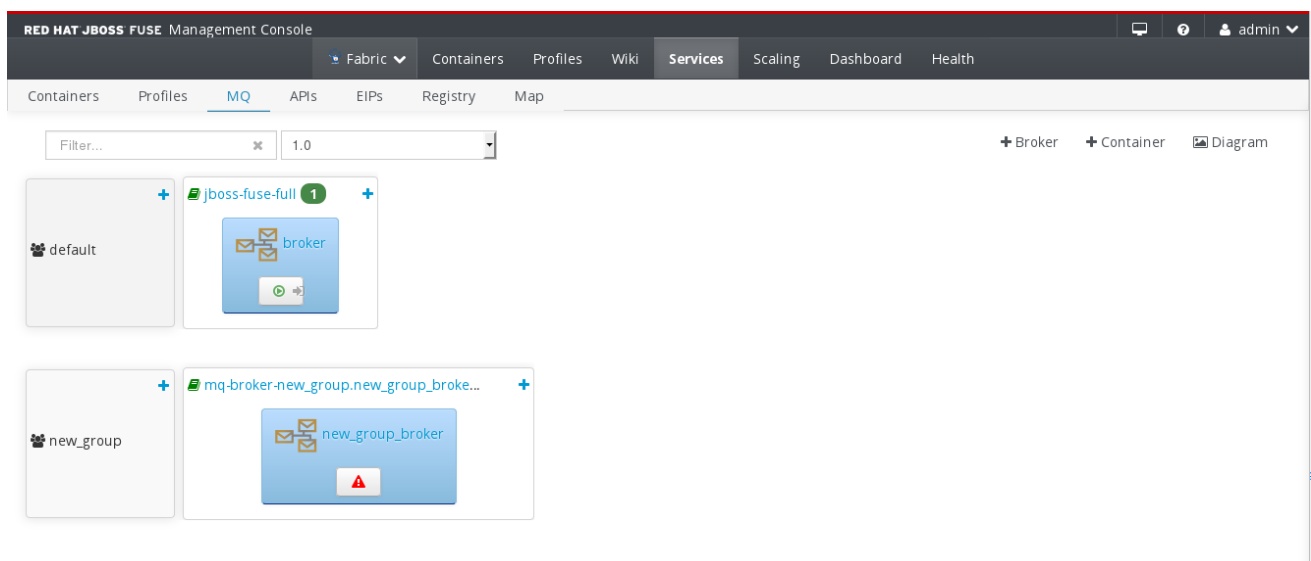 RED HAT JBOSS FUSE Management Console
admin
Fabric Containers Profiles Wiki Services Scaling Dashboard Health
Containers Profiles MQ APIs EIPs Registry Map
Filter... 1.0 Broker Container Diagram
jboss-fuse-full 1
broker
default
mq-broker-new_group.new_group_broke...
new_group_broker
new_group